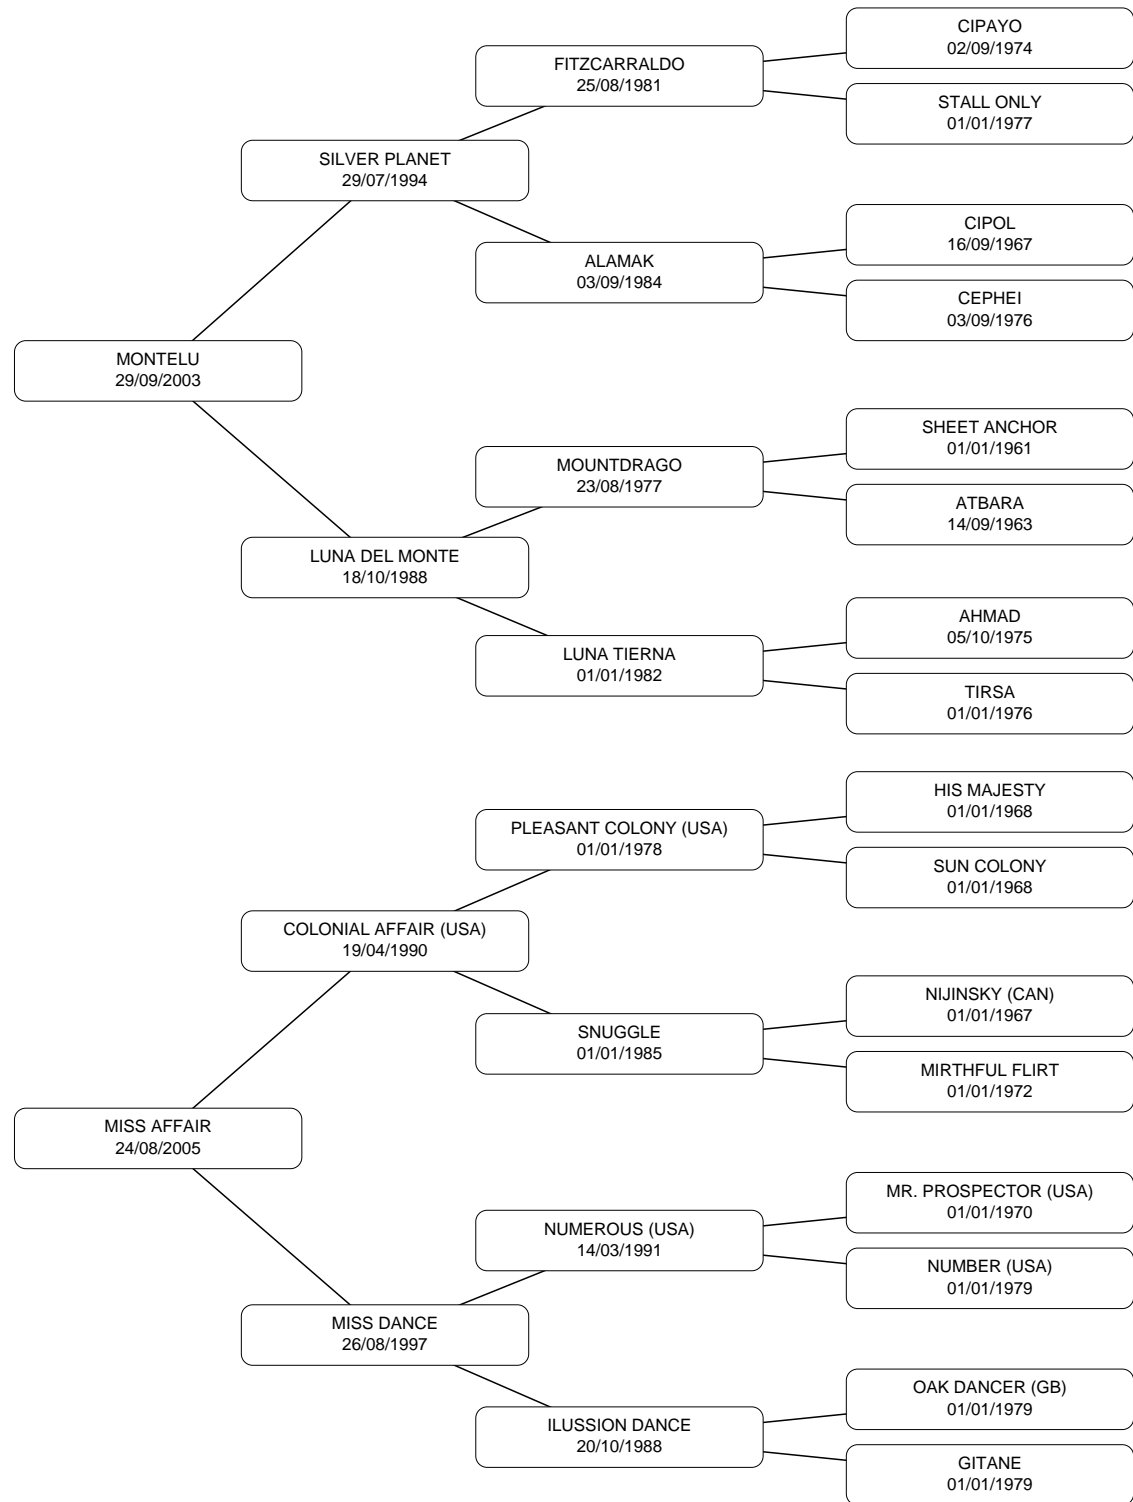 CIPAYO
02/09/1974
FITZCARRALDO
25/08/1981
STALL ONLY
01/01/1977
SILVER PLANET
29/07/1994
CIPOL
16/09/1967
ALAMAK
03/09/1984
CEPHEI
03/09/1976
MONTELU
29/09/2003
SHEET ANCHOR
01/01/1961
MOUNTDRAGO
23/08/1977
ATBARA
14/09/1963
LUNA DEL MONTE
18/10/1988
AHMAD
05/10/1975
LUNA TIERNA
01/01/1982
TIRSA
01/01/1976
HIS MAJESTY
01/01/1968
PLEASANT COLONY (USA)
01/01/1978
SUN COLONY
01/01/1968
COLONIAL AFFAIR (USA)
19/04/1990
NIJINSKY (CAN)
01/01/1967
SNUGGLE
01/01/1985
MIRTHFUL FLIRT
01/01/1972
MISS AFFAIR
24/08/2005
MR. PROSPECTOR (USA)
01/01/1970
NUMEROUS (USA)
14/03/1991
NUMBER (USA)
01/01/1979
MISS DANCE
26/08/1997
OAK DANCER (GB)
01/01/1979
ILUSSION DANCE
20/10/1988
GITANE
01/01/1979